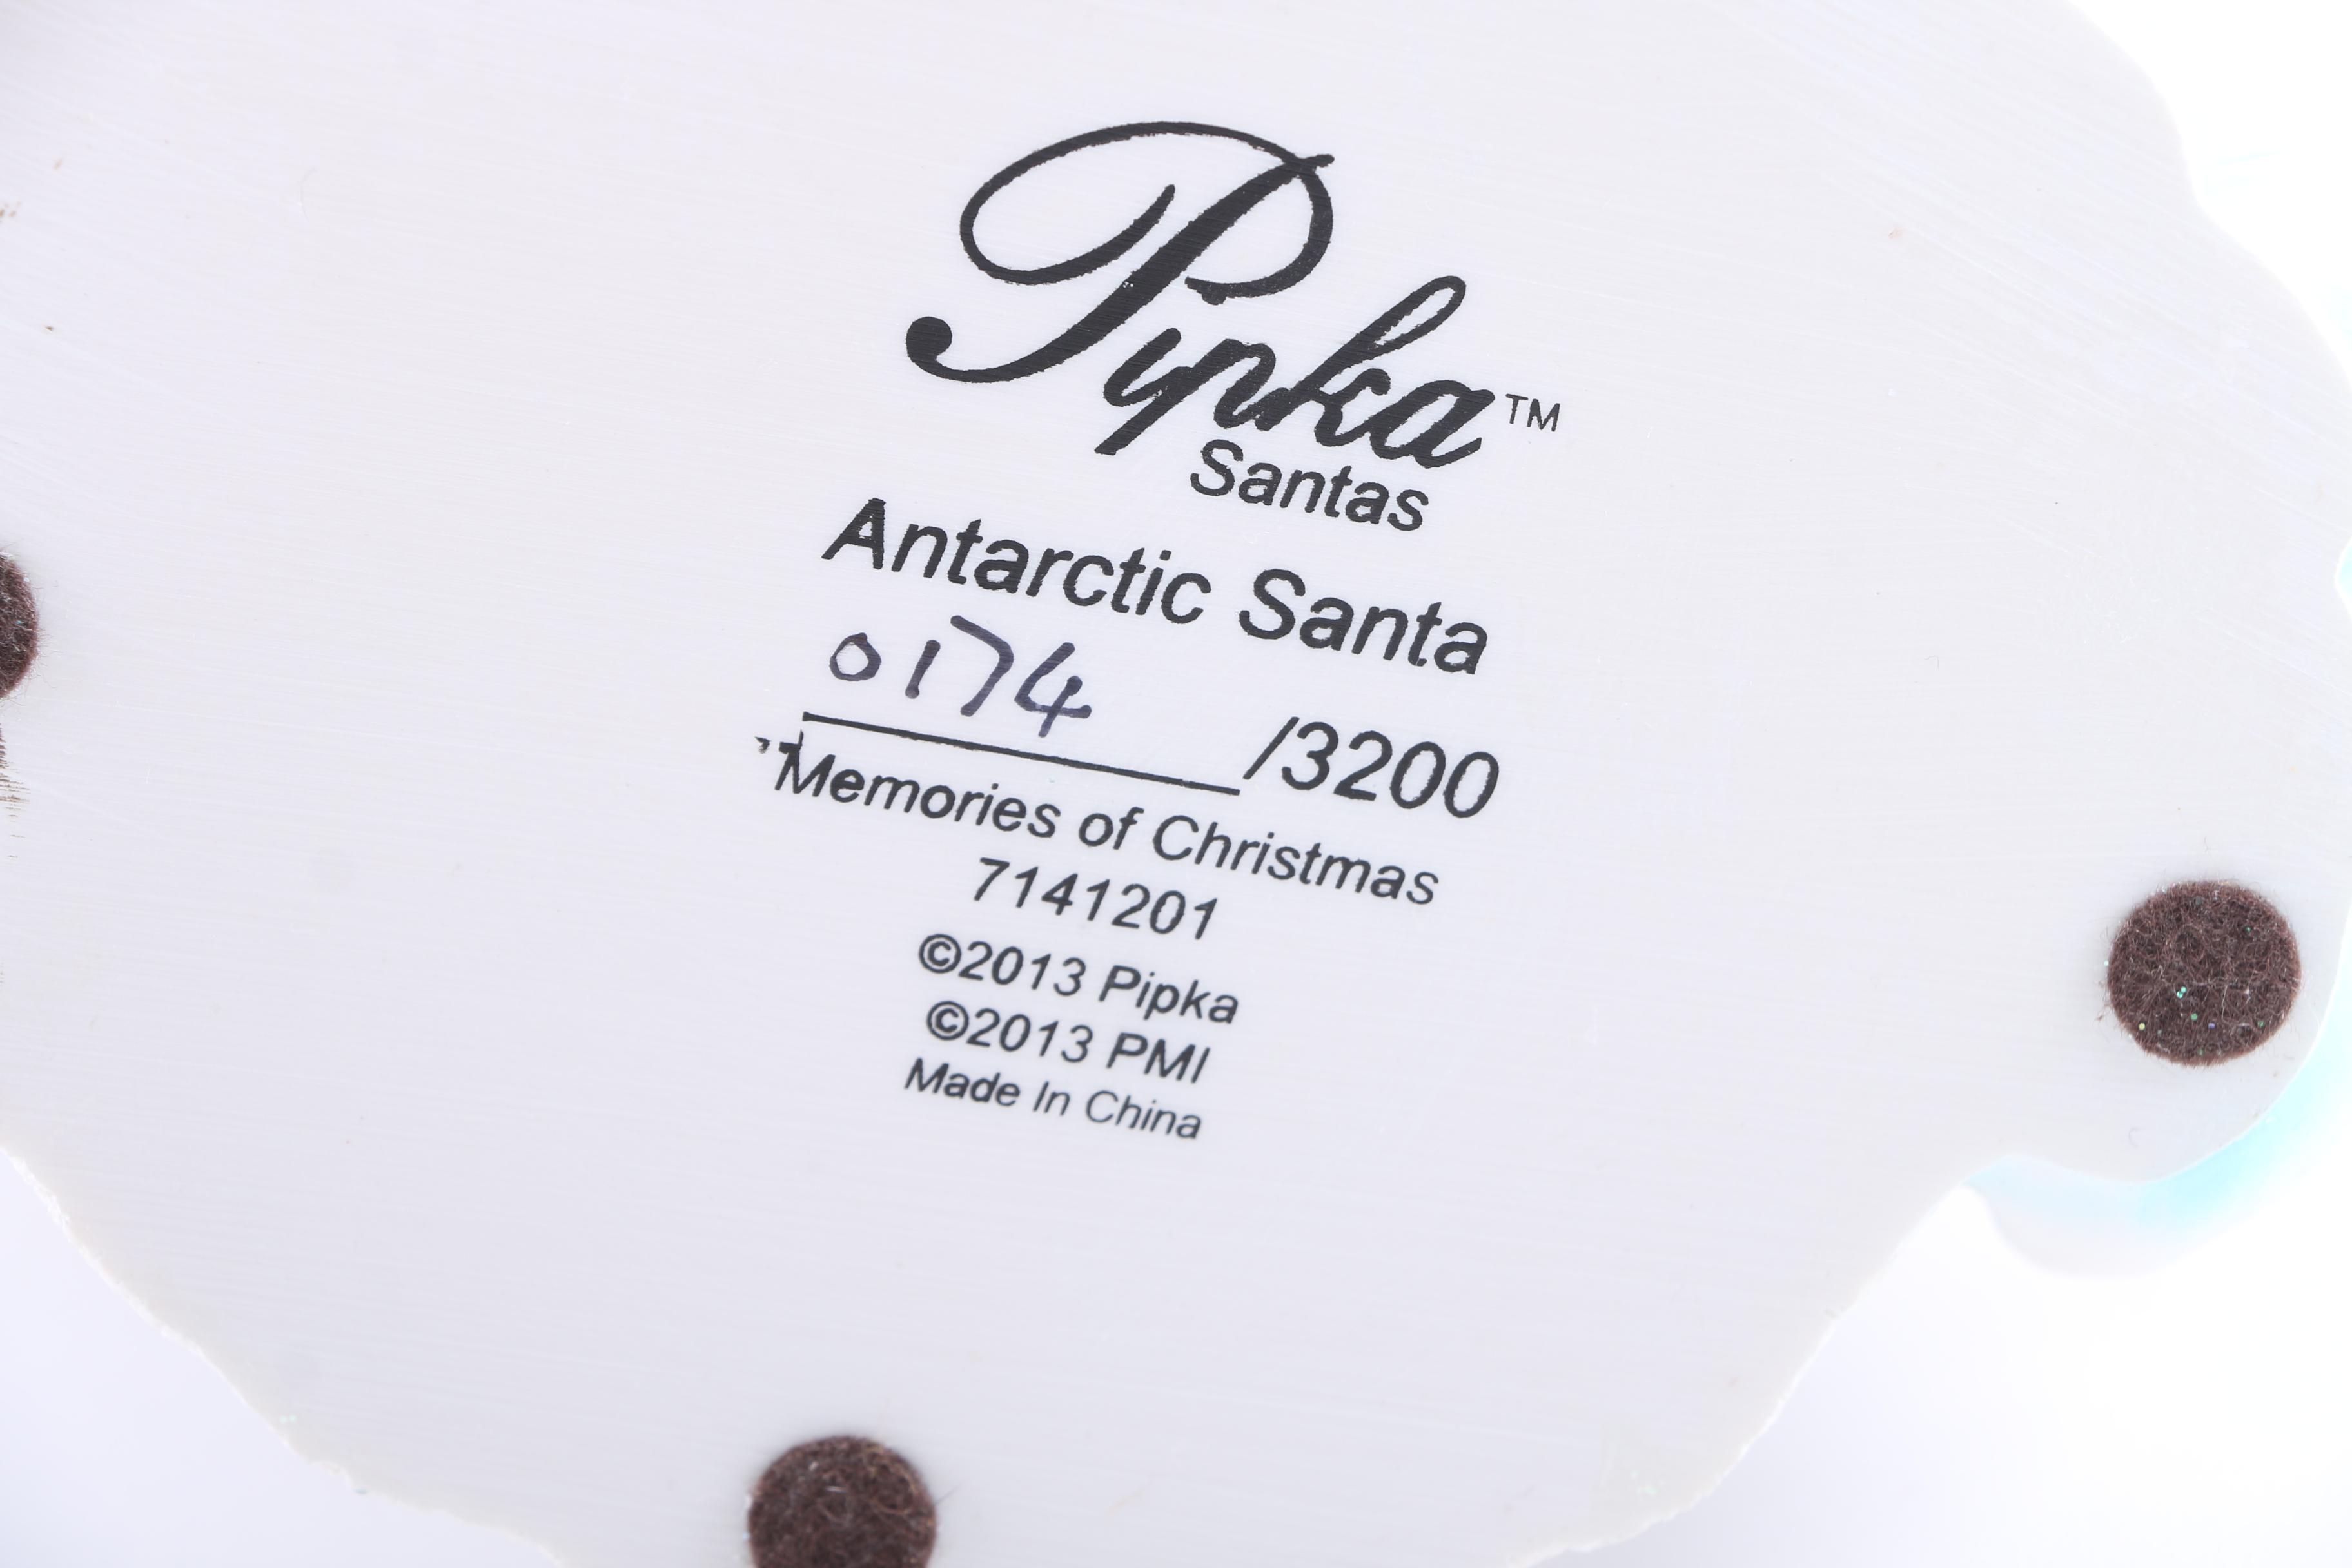 Pipka™
Santas
Antarctic Santa
0174 /3200
Memories of Christmas
7141201
©2013 Pipka
©2013 PMI
Made In China